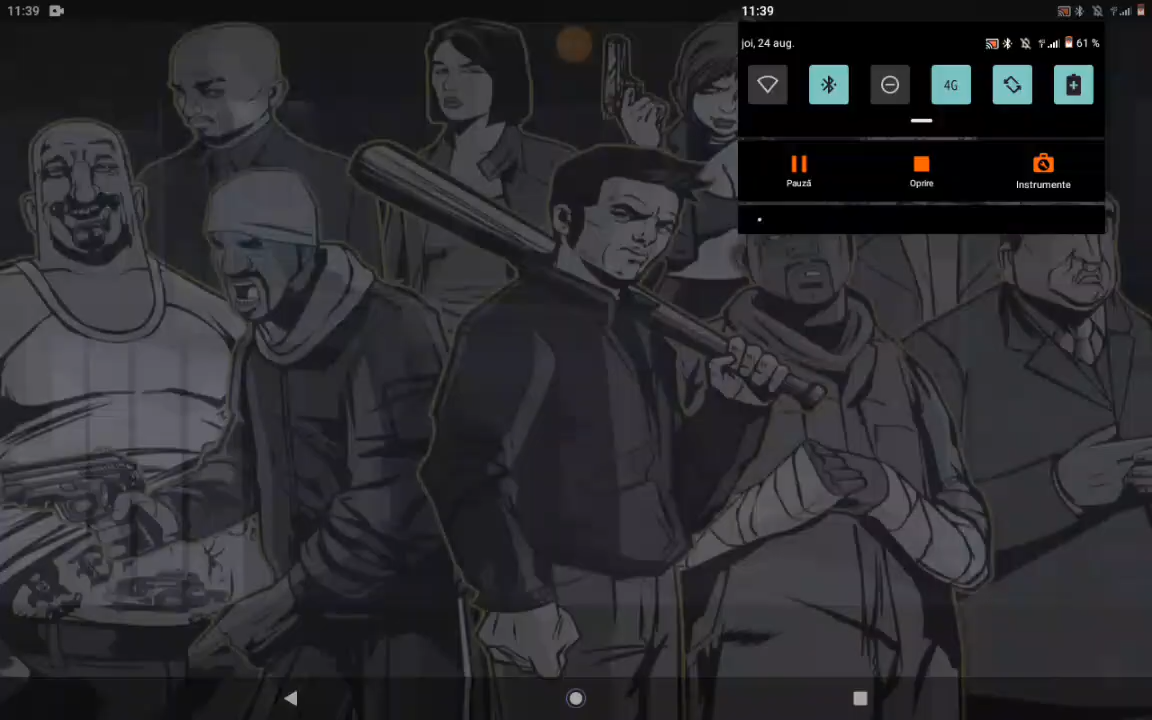 11:39
11:39
joi, 24 aug.
61 %
4G
Pauză
Oprire
Instrumente